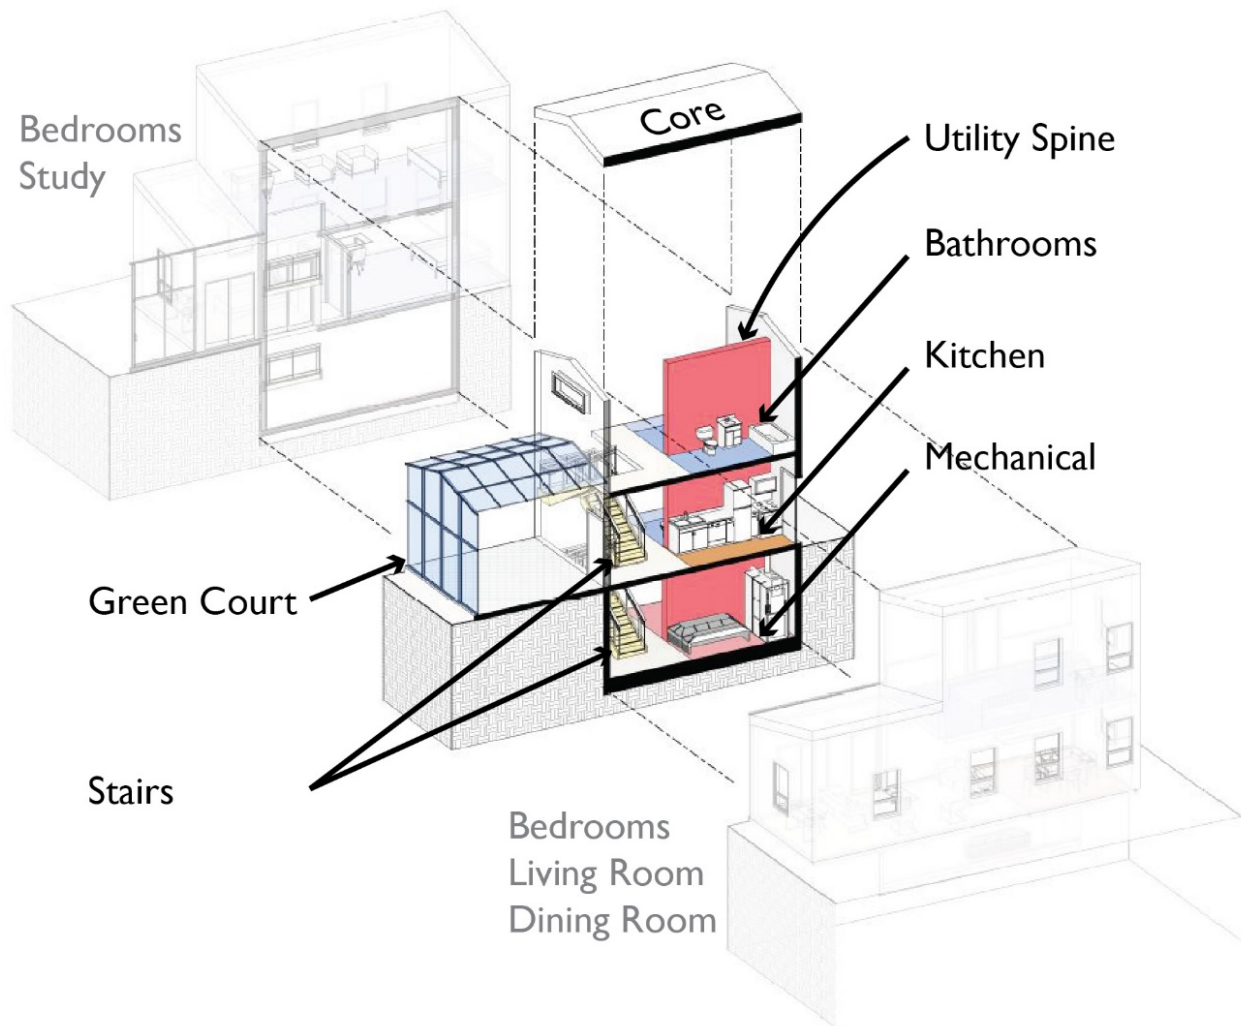 Core
Bedrooms
Study
Utility Spine
Bathrooms
Kitchen
Mechanical
Green Court
Stairs
Bedrooms
Living Room
Dining Room